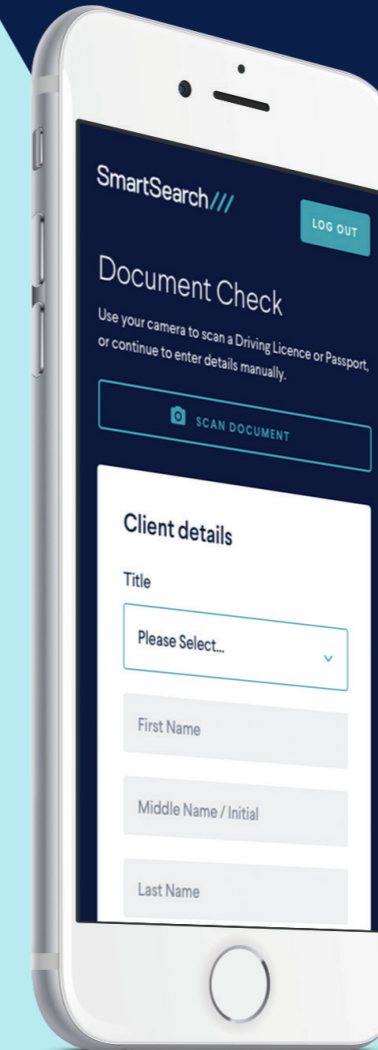 SmartSearch///
LOG OUT
Document Check
Use your camera to scan a Driving Licence or Passport,
or continue to enter details manually.
SCAN DOCUMENT
Client details
Title
Please Select...
First Name
Middle Name / Initial
Last Name